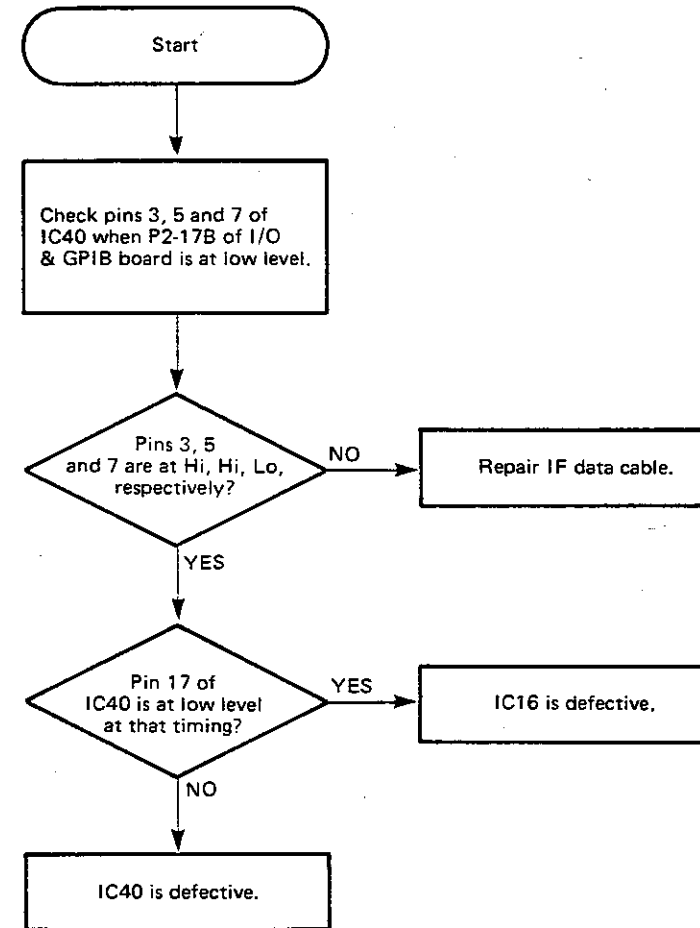 Start
Check pins 3, 5 and 7 of
IC40 when P2-17B of I/O
& GPIB board is at low level.
Pins 3, 5
and 7 are at Hi, Hi, Lo,
respectively?
NO
Repair IF data cable.
YES
Pin 17 of
IC40 is at low level
at that timing?
YES
IC16 is defective.
NO
IC40 is defective.